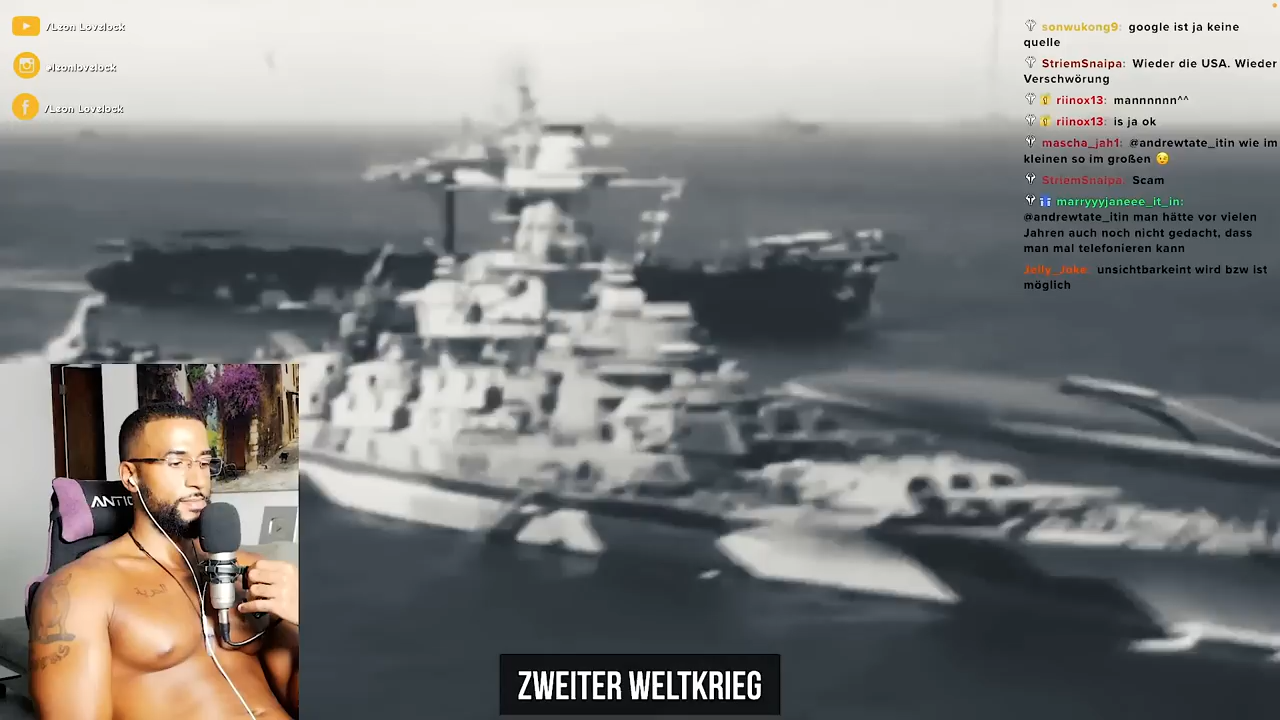 /Leon Lovelock
@leonlovelock
/Leon Lovelock
sonwukong9: google ist ja keine
quelle
StriemSnaipa: Wieder die USA. Wieder
Verschwörung
riinox13: mannnnnn^^
riinox13: is ja ok
mascha_jah1: @andrewtate_itin wie im
kleinen so im großen 😉
StriemSnaipa: Scam
marryyyjaneee_it_in:
@andrewtate_itin man hätte vor vielen
Jahren auch noch nicht gedacht, dass
man mal telefonieren kann
Jelly_Joke: unsichtbarkeint wird bzw ist
möglich
ZWEITER WELTKRIEG